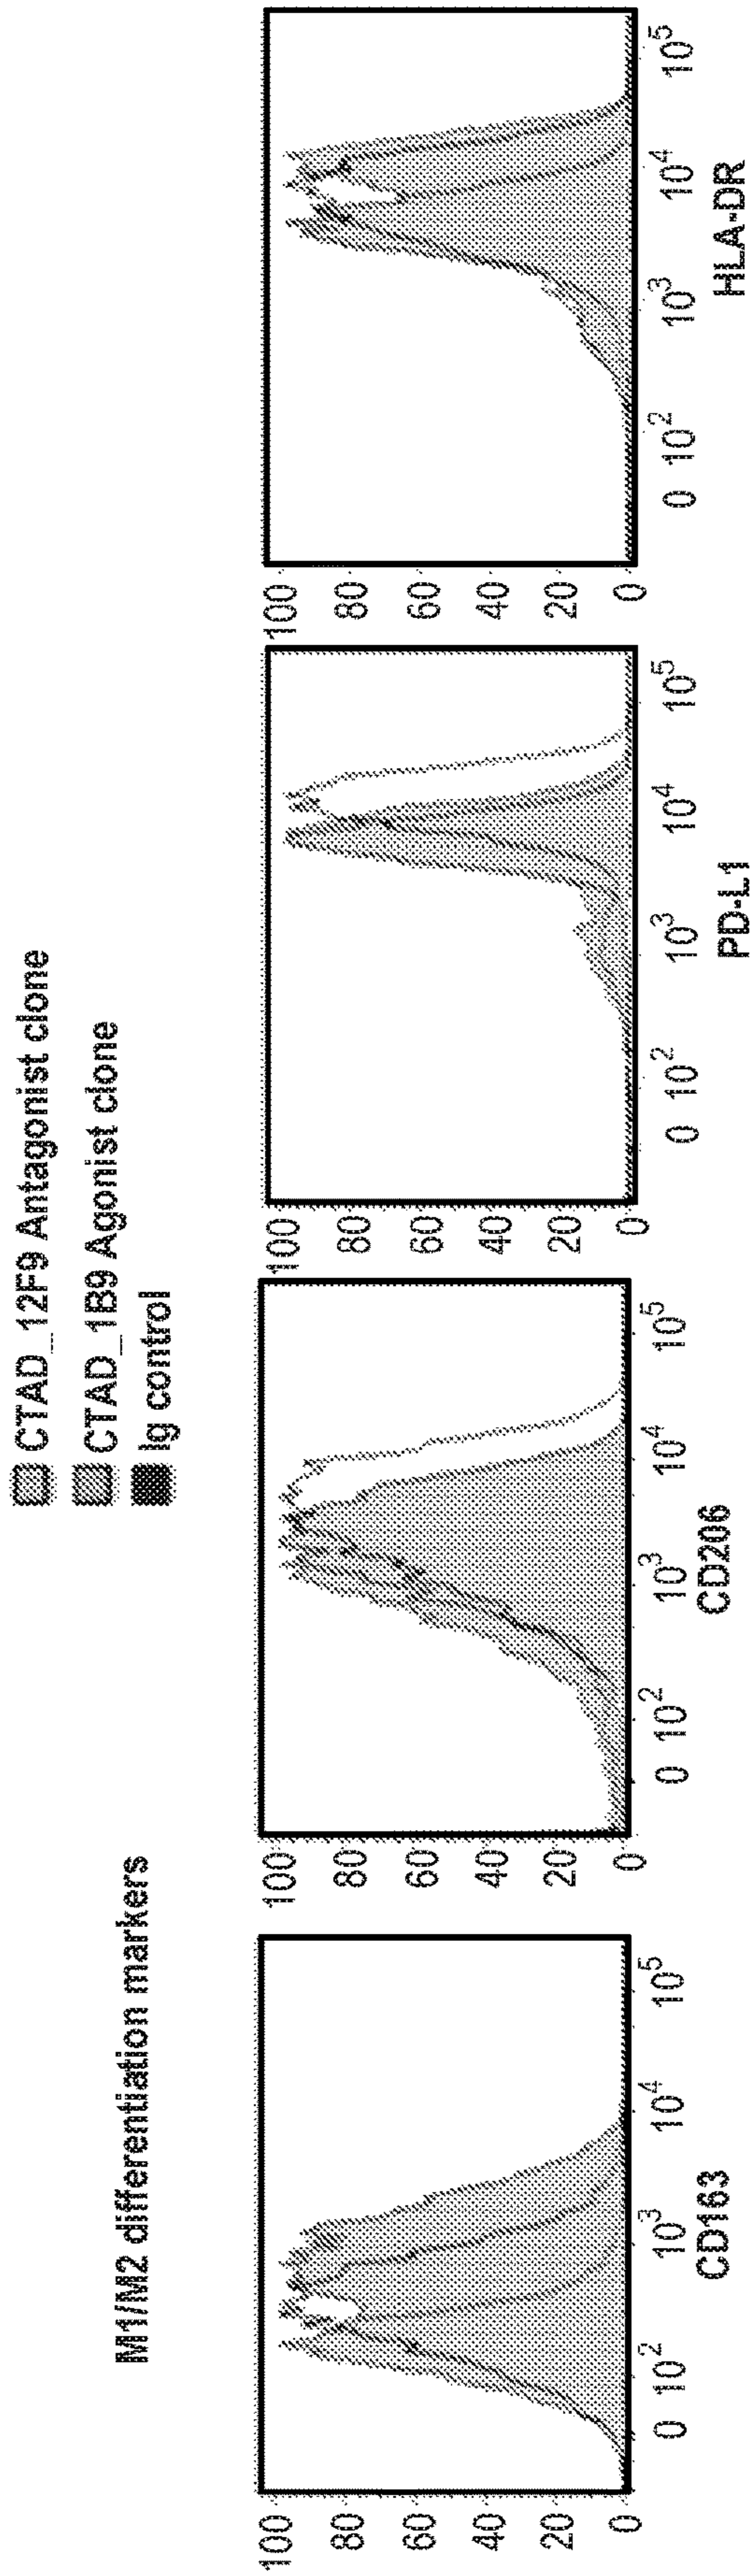 M1/M2 differentiation markers
CTAD_12F9 Antagonist clone
CTAD_1B9 Agonist clone
Ig control
100
80
60
40
20
0
0 10² 10³ 10⁴ 10⁵
CD163
100
80
60
40
20
0
0 10² 10³ 10⁴ 10⁵
CD206
100
80
60
40
20
0
0 10² 10³ 10⁴ 10⁵
PD-L1
100
80
60
40
20
0
0 10² 10³ 10⁴ 10⁵
HLA-DR